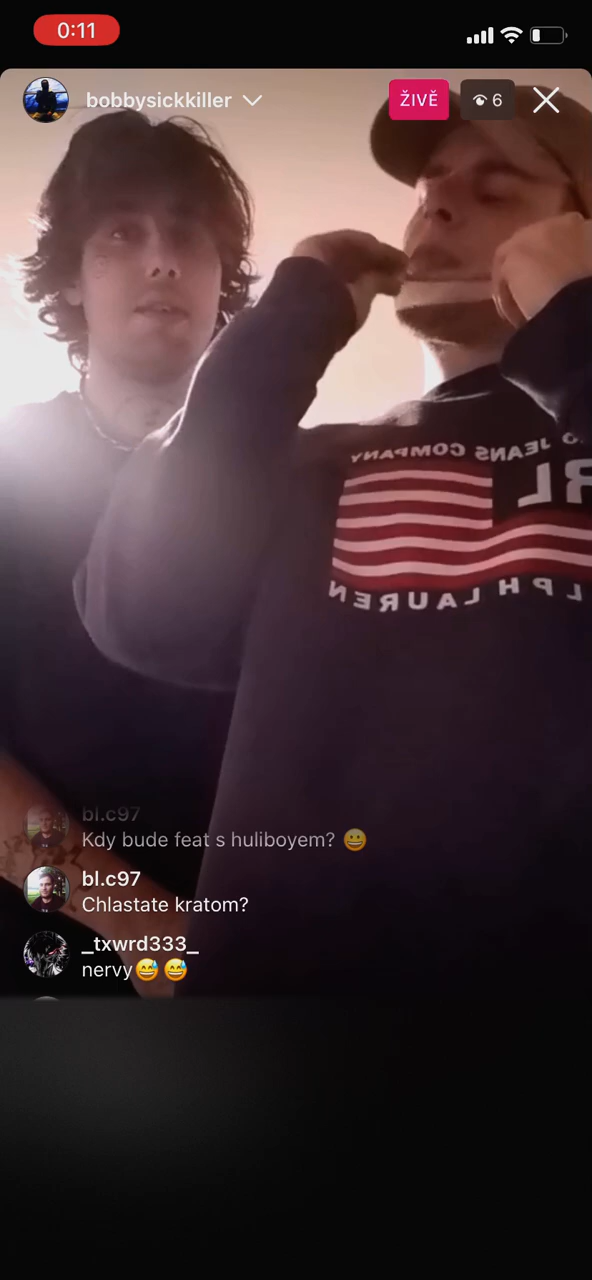 0:11
bobbysickkiller
ŽIVĚ
6
JEANS COMPANY
RL
LPH LAUREN
bl.c97
Kdy bude feat s huliboyem? 😀
bl.c97
Chlastate kratom?
_txwrd333_
nervy😅 😅